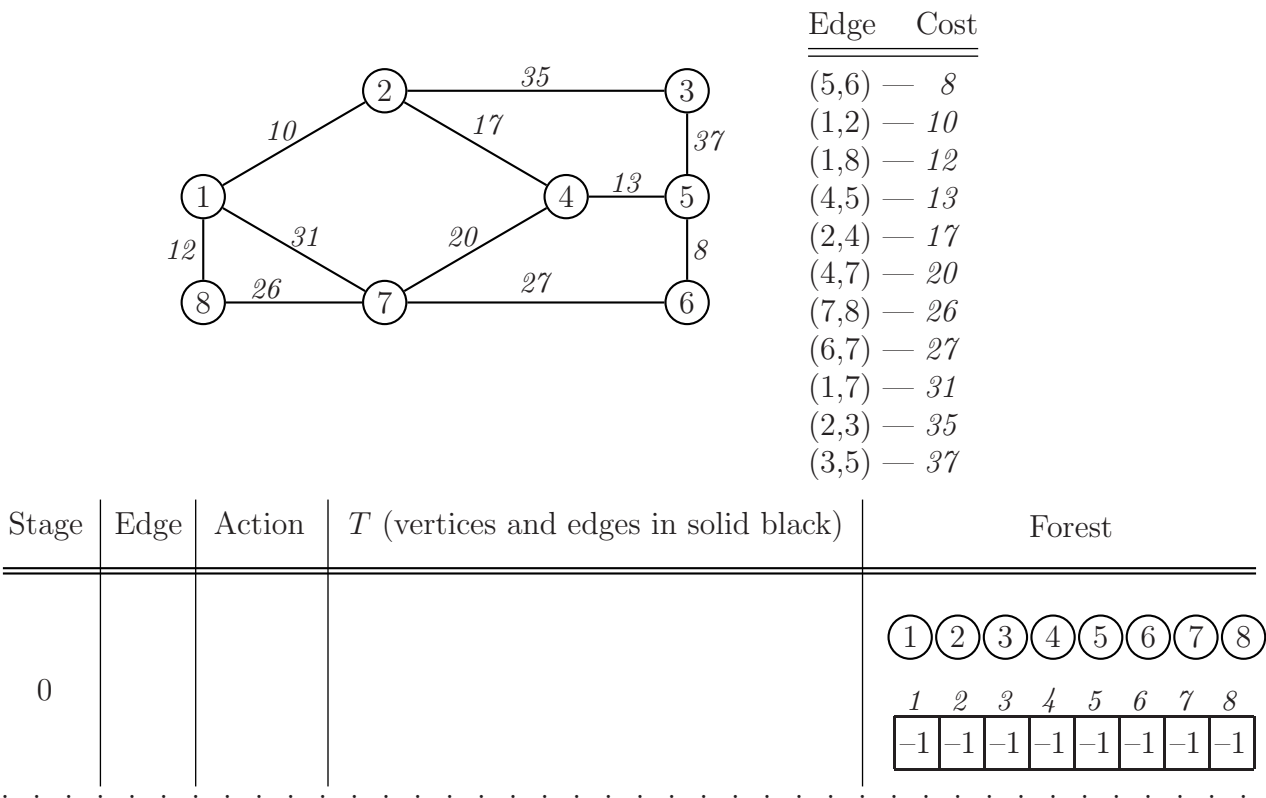 Edge Cost
35
2 3
(5,6) — 8
10 17 37
(1,2) — 10
(1,8) — 12
1 4 13 5
(4,5) — 13
12 31 20 8
(2,4) — 17
(4,7) — 20
8 26 7 27 6
(7,8) — 26
(6,7) — 27
(1,7) — 31
(2,3) — 35
(3,5) — 37
Stage Edge Action T (vertices and edges in solid black) Forest
1 2 3 4 5 6 7 8
0
1 2 3 4 5 6 7 8
–1 –1 –1 –1 –1 –1 –1 –1